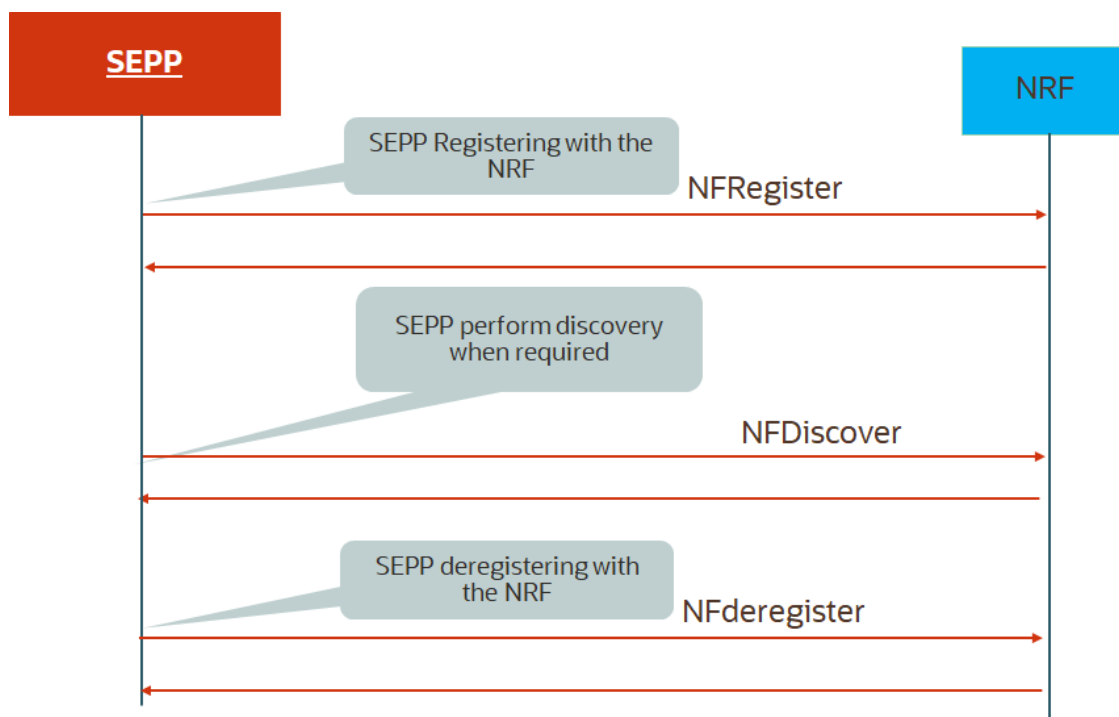 SEPP
NRF
SEPP Registering with the
NRF
NFRegister
SEPP perform discovery
when required
NFDiscover
SEPP deregistering with
the NRF
NFderegister